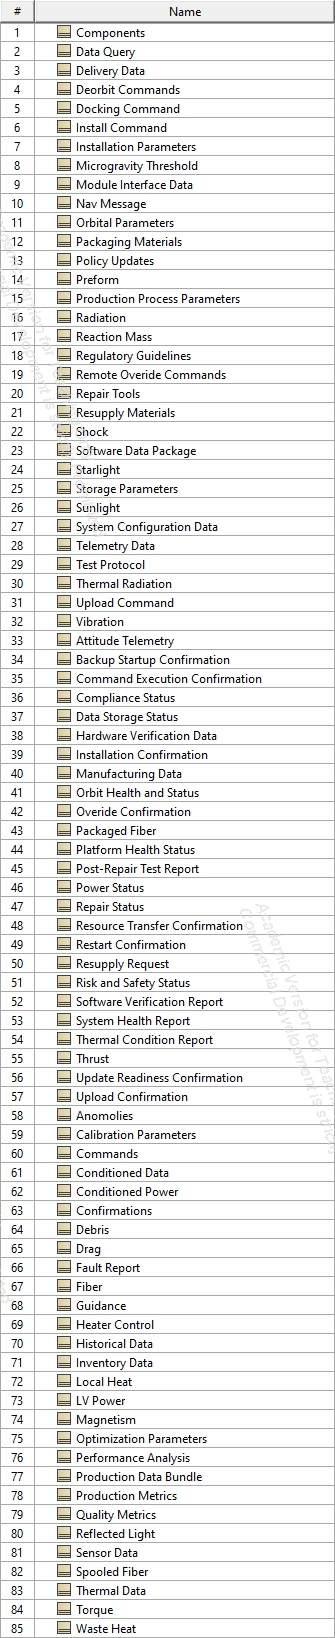 # Name
1 Components
2 Data Query
3 Delivery Data
4 Deorbit Commands
5 Docking Command
6 Install Command
7 Installation Parameters
8 Microgravity Threshold
9 Module Interface Data
10 Nav Message
11 Orbital Parameters
12 Packaging Materials
13 Policy Updates
14 Preform
15 Production Process Parameters
16 Radiation
17 Reaction Mass
18 Regulatory Guidelines
19 Remote Overide Commands
20 Repair Tools
21 Resupply Materials
22 Shock
23 Software Data Package
24 Starlight
25 Storage Parameters
26 Sunlight
27 System Configuration Data
28 Telemetry Data
29 Test Protocol
30 Thermal Radiation
31 Upload Command
32 Vibration
33 Attitude Telemetry
34 Backup Startup Confirmation
35 Command Execution Confirmation
36 Compliance Status
37 Data Storage Status
38 Hardware Verification Data
39 Installation Confirmation
40 Manufacturing Data
41 Orbit Health and Status
42 Overide Confirmation
43 Packaged Fiber
44 Platform Health Status
45 Post-Repair Test Report
46 Power Status
47 Repair Status
48 Resource Transfer Confirmation
49 Restart Confirmation
50 Resupply Request
51 Risk and Safety Status
52 Software Verification Report
53 System Health Report
54 Thermal Condition Report
55 Thrust
56 Update Readiness Confirmation
57 Upload Confirmation
58 Anomolies
59 Calibration Parameters
60 Commands
61 Conditioned Data
62 Conditioned Power
63 Confirmations
64 Debris
65 Drag
66 Fault Report
67 Fiber
68 Guidance
69 Heater Control
70 Historical Data
71 Inventory Data
72 Local Heat
73 LV Power
74 Magnetism
75 Optimization Parameters
76 Performance Analysis
77 Production Data Bundle
78 Production Metrics
79 Quality Metrics
80 Reflected Light
81 Sensor Data
82 Spooled Fiber
83 Thermal Data
84 Torque
85 Waste Heat
Academic Version for
Commercial Development is